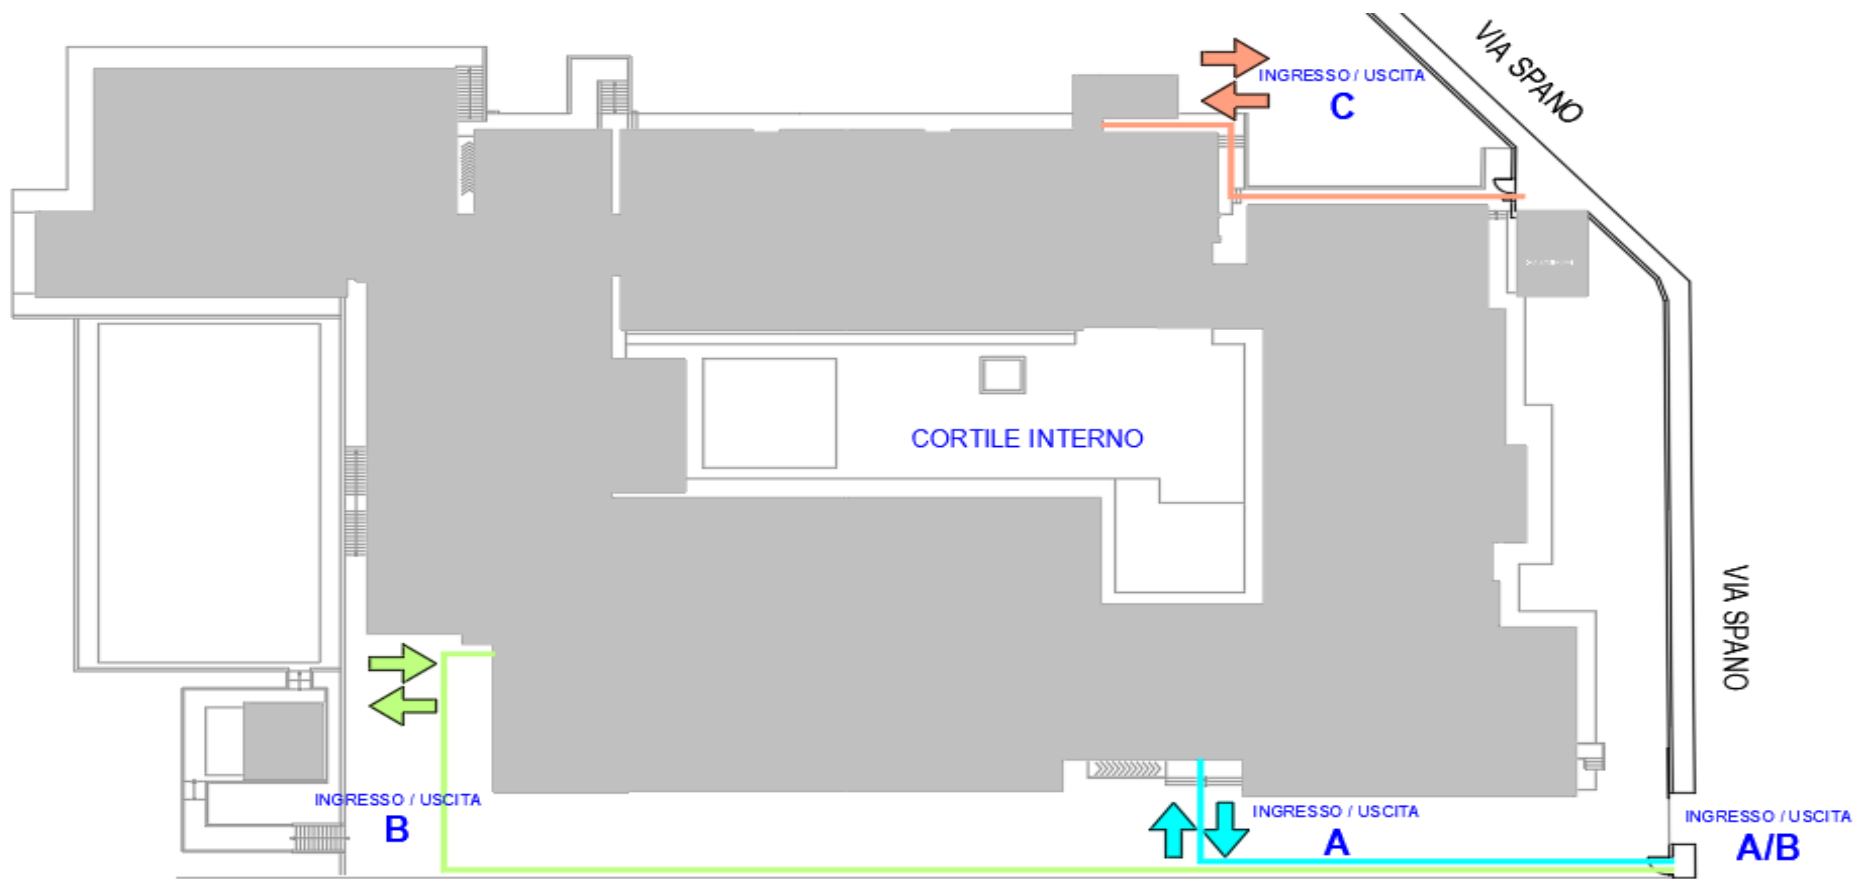 VIA SPANO
INGRESSO / USCITA
C
CORTILE INTERNO
VIA SPANO
INGRESSO / USCITA
B
INGRESSO / USCITA
A
INGRESSO / USCITA
A/B